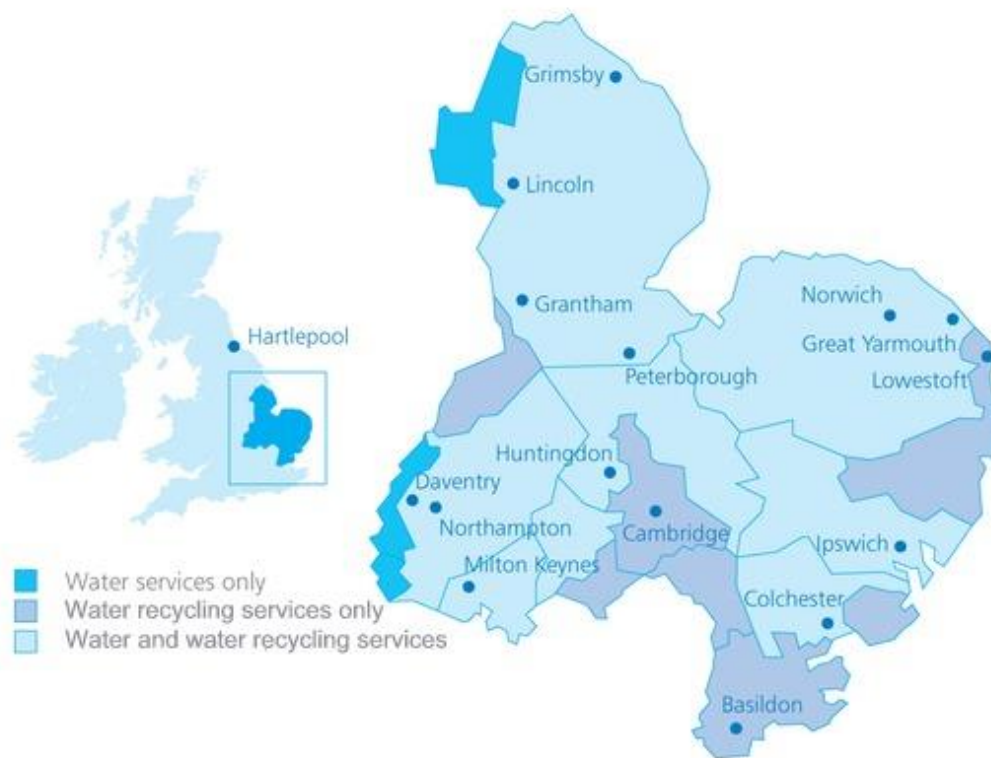 Grimsby
Lincoln
Grantham
Norwich
Great Yarmouth
Lowestoft
Peterborough
Hartlepool
Huntingdon
Daventry
Northampton
Cambridge
Milton Keynes
Ipswich
Colchester
Basildon
Water services only
Water recycling services only
Water and water recycling services